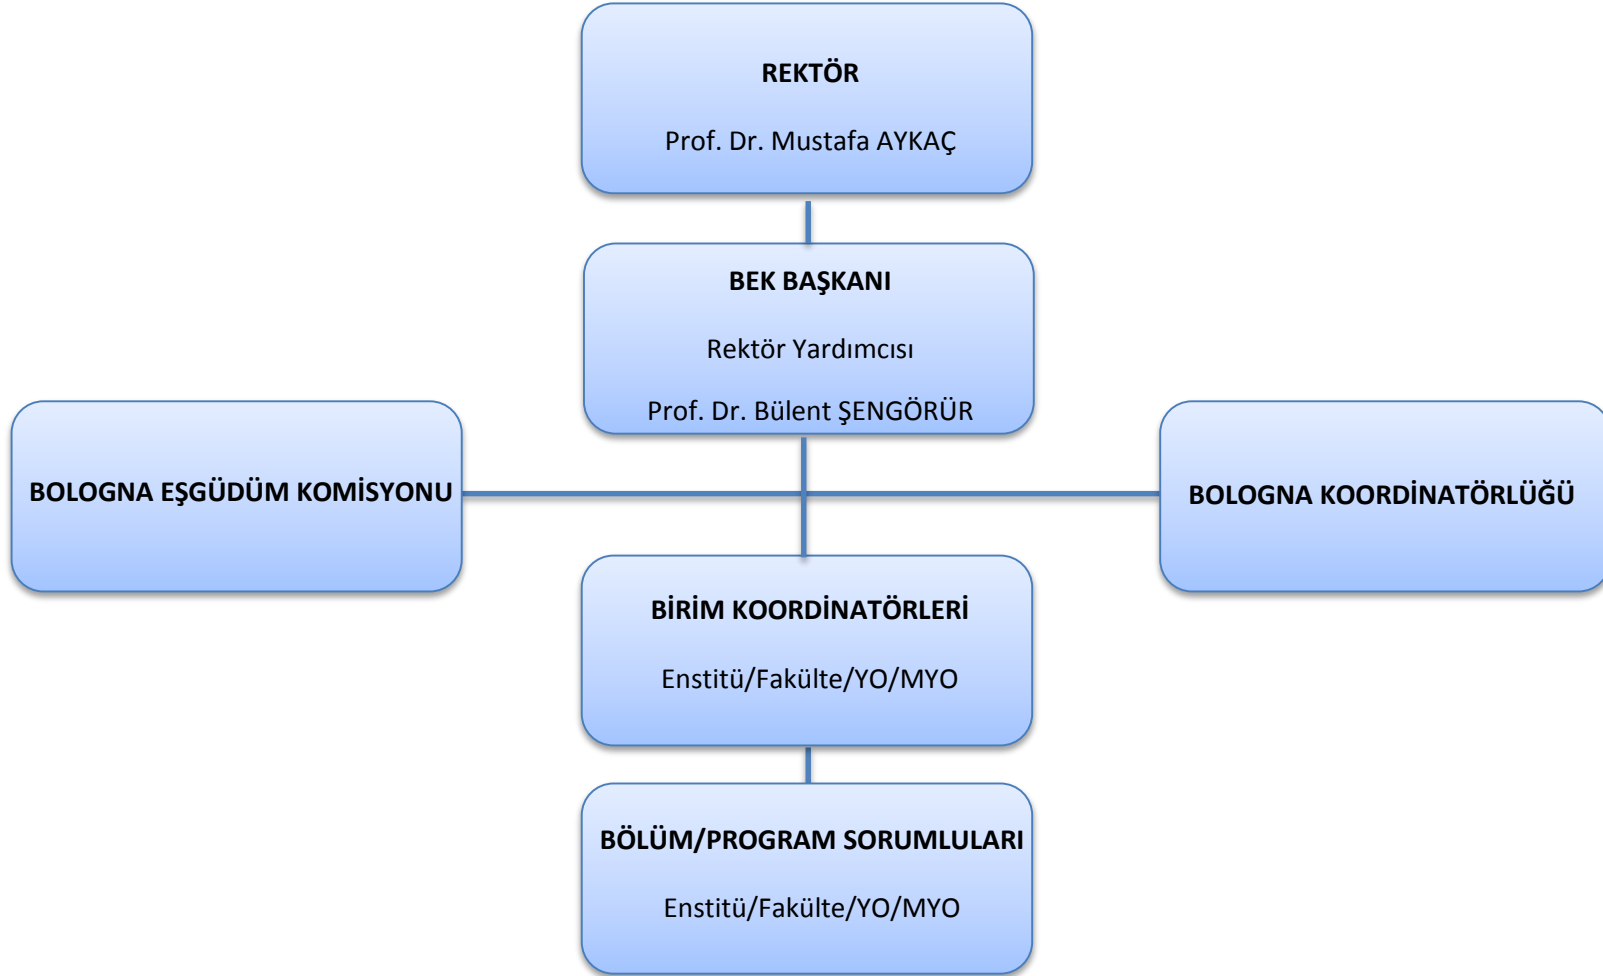 REKTÖR
Prof. Dr. Mustafa AYKAÇ
BEK BAŞKANI
Rektör Yardımcısı
Prof. Dr. Bülent ŞENGÖRÜR
BOLOGNA EŞGÜDÜM KOMİSYONU
BOLOGNA KOORDİNATÖRLÜĞÜ
BİRİM KOORDİNATÖRLERİ
Enstitü/Fakülte/YO/MYO
BÖLÜM/PROGRAM SORUMLULARI
Enstitü/Fakülte/YO/MYO